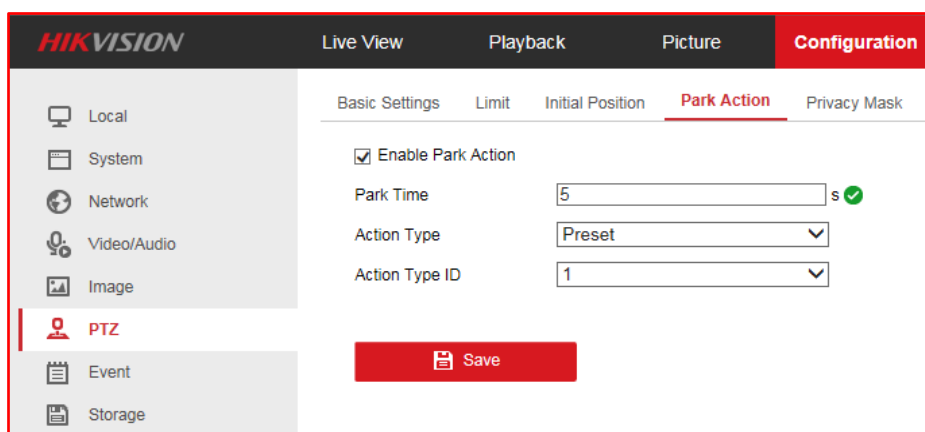 HIKVISION
Live View Playback Picture Configuration
Basic Settings Limit Initial Position Park Action Privacy Mask
Local
System
Network
Video/Audio
Image
PTZ
Event
Storage
Enable Park Action
Park Time 5 s
Action Type Preset
Action Type ID 1
Save